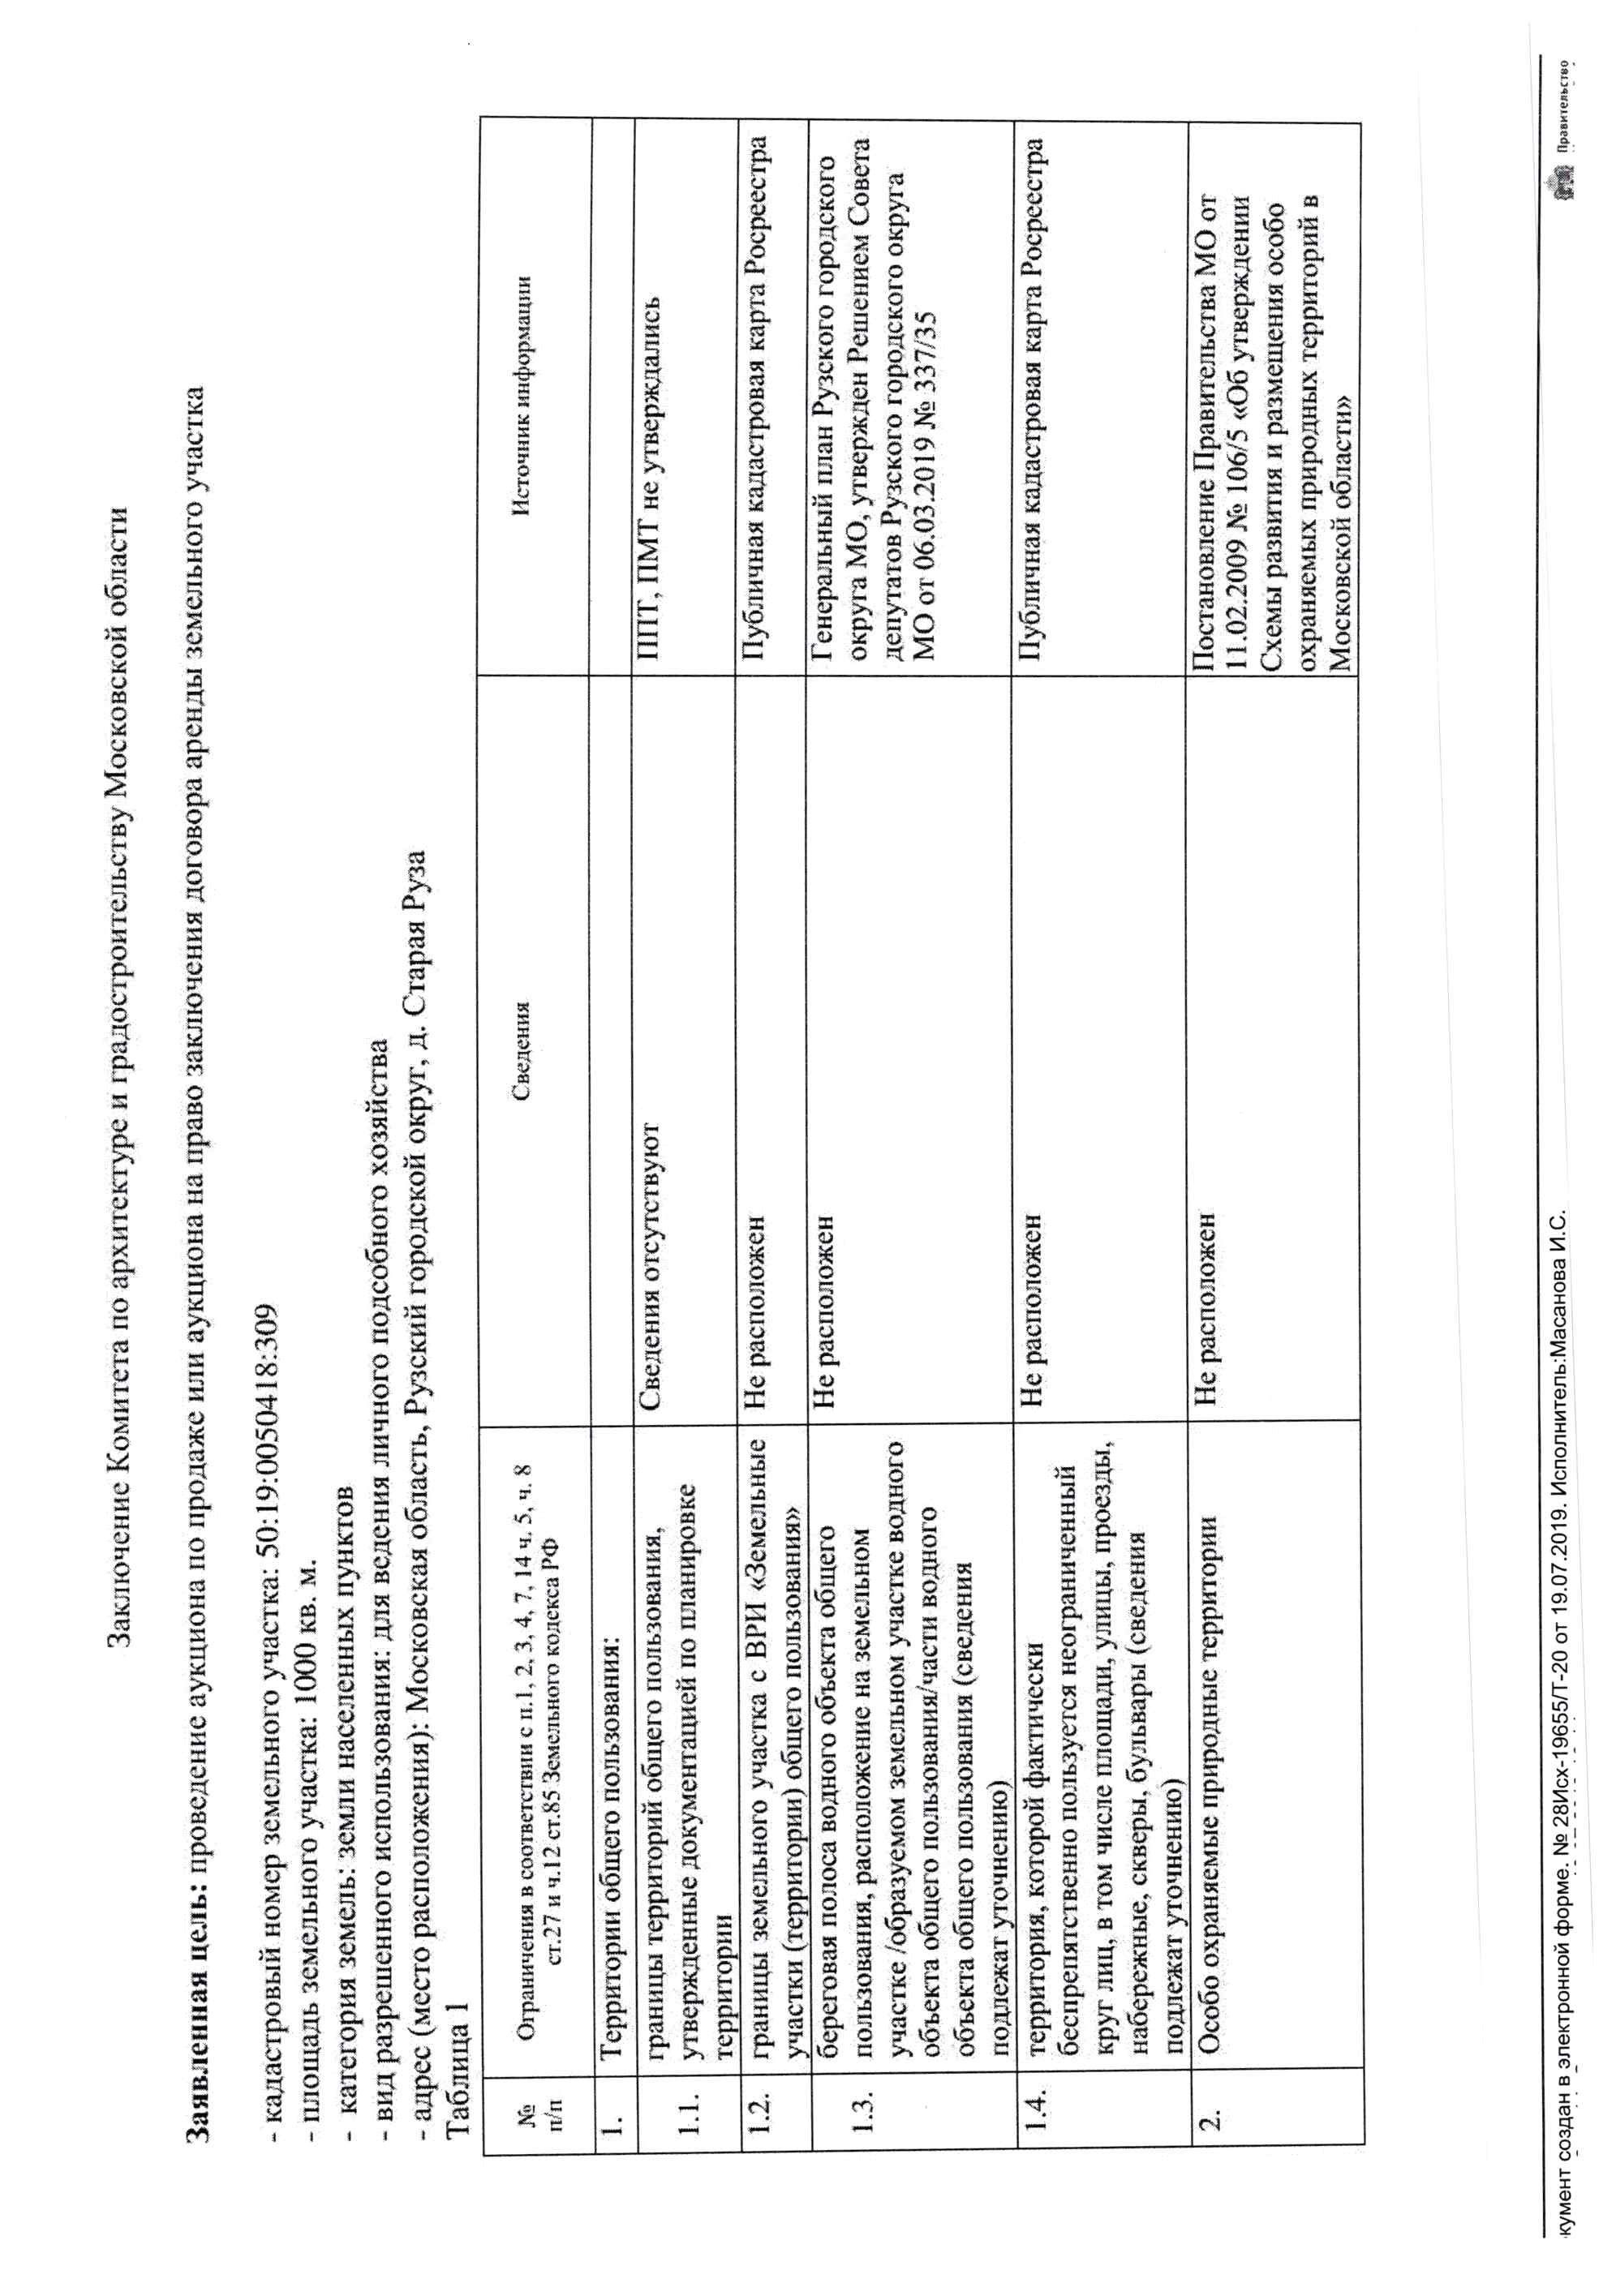 Заключение Комитета по архитектуре и градостроительству Московской области
Заявленная цель: проведение аукциона по продаже или аукциона на право заключения договора аренды земельного участка
- кадастровый номер земельного участка: 50:19:0050418:309
- площадь земельного участка: 1000 кв. м.
- категория земель: земли населенных пунктов
- вид разрешенного использования: для ведения личного подсобного хозяйства
- адрес (место расположения): Московская область, Рузский городской округ, д. Старая Руза
Таблица 1
№
п/п
Ограничения в соответствии с п.1, 2, 3, 4, 7, 14 ч. 5, ч. 8
ст.27 и ч.12 ст.85 Земельного кодекса РФ
Сведения
Источник информации
1.
Территории общего пользования:
1.1.
границы территорий общего пользования,
утвержденные документацией по планировке
территории
Сведения отсутствуют
ППТ, ПМТ не утверждались
1.2.
границы земельного участка с ВРИ «Земельные
участки (территории) общего пользования»
Не расположен
Публичная кадастровая карта Росреестра
1.3.
береговая полоса водного объекта общего
пользования, расположение на земельном
участке /образуемом земельном участке водного
объекта общего пользования/части водного
объекта общего пользования (сведения
подлежат уточнению)
Не расположен
Генеральный план Рузского городского
округа МО, утвержден Решением Совета
депутатов Рузского городского округа
МО от 06.03.2019 № 337/35
1.4.
территория, которой фактически
беспрепятственно пользуется неограниченный
круг лиц, в том числе площади, улицы, проезды,
набережные, скверы, бульвары (сведения
подлежат уточнению)
Не расположен
Публичная кадастровая карта Росреестра
2.
Особо охраняемые природные территории
Не расположен
Постановление Правительства МО от
11.02.2009 № 106/5 «Об утверждении
Схемы развития и размещения особо
охраняемых природных территорий в
Московской области»
кумент создан в электронной форме. № 28Исх-19655/Т-20 от 19.07.2019. Исполнитель:Масанова И.С.
Правительство